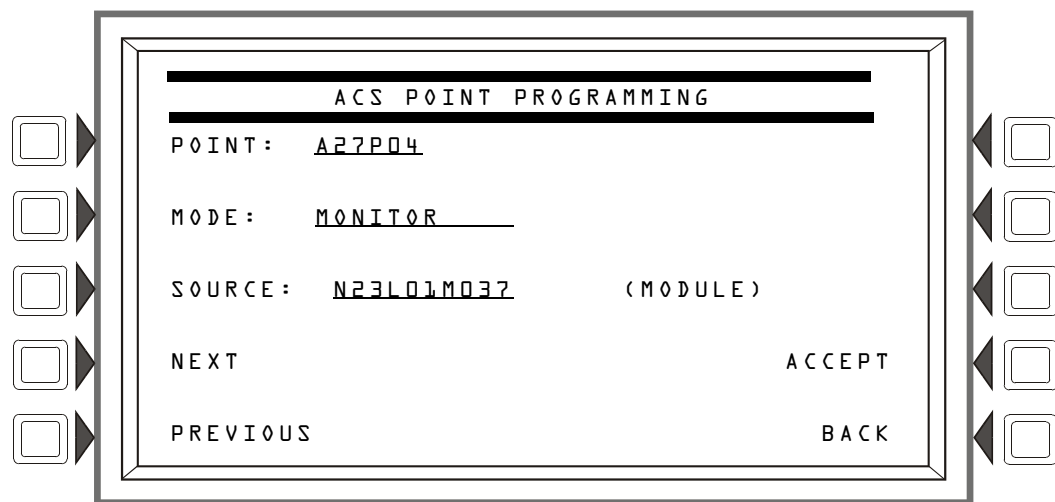 ACS POINT PROGRAMMING
POINT: A27P04
MODE: MONITOR
SOURCE: N23L01M037 (MODULE)
NEXT ACCEPT
PREVIOUS BACK